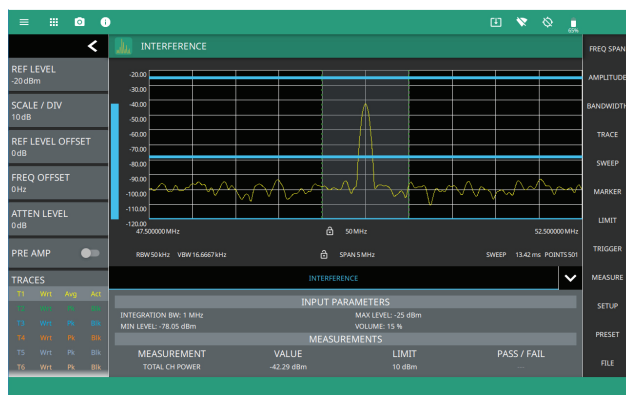 65%
INTERFERENCE
FREQ SPAN
REF LEVEL
-20 dBm
AMPLITUDE
SCALE / DIV
10 dB
BANDWIDTH
REF LEVEL OFFSET
0 dB
TRACE
FREQ OFFSET
0 Hz
SWEEP
ATTEN LEVEL
0 dB
MARKER
PRE AMP
LIMIT
TRIGGER
MEASURE
SETUP
PRESET
FILE
-20.00
-30.00
-40.00
-50.00
-60.00
-70.00
-80.00
-90.00
-100.00
-110.00
-120.00
47.500000 MHz 50 MHz 52.500000 MHz
RBW 50 kHz VBW 16.6667 kHz SPAN 5 MHz SWEEP 13.42 ms POINTS 501
INTERFERENCE
TRACES
T1 Wrt Avg Act
T2 Wrt Pk Blk
T3 Wrt Pk Blk
T4 Wrt Pk Blk
T5 Wrt Pk Blk
T6 Wrt Pk Blk
INPUT PARAMETERS
INTEGRATION BW: 1 MHz MAX LEVEL: -25 dBm
MIN LEVEL: -78.05 dBm VOLUME: 15 %
MEASUREMENTS
MEASUREMENT VALUE LIMIT PASS / FAIL
TOTAL CH POWER -42.29 dBm 10 dBm ---